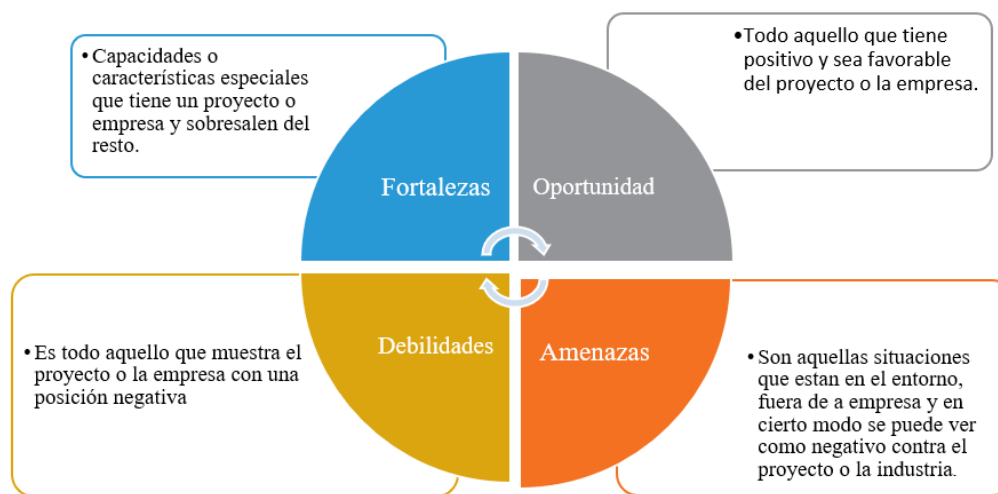 • Capacidades o
características especiales
que tiene un proyecto o
empresa y sobresalen del
resto.
•Todo aquello que tiene
positivo y sea favorable
del proyecto o la empresa.
Fortalezas
Oportunidad
Debilidades
Amenazas
• Es todo aquello que muestra el
proyecto o la empresa con una
posición negativa
• Son aquellas situaciones
que estan en el entorno,
fuera de a empresa y en
cierto modo se puede ver
como negativo contra el
proyecto o la industria.